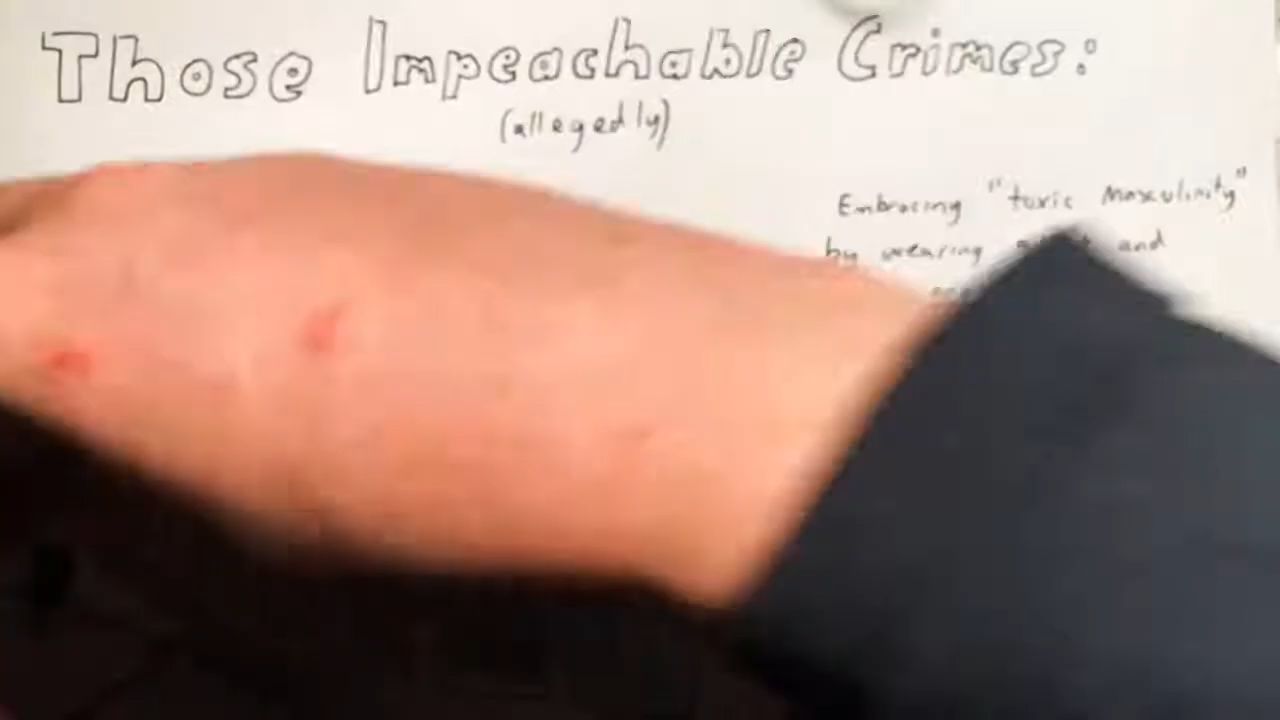 Those Impeachable Crimes:
(allegedly)
Embracing "toxic masculinity"
by wearing and